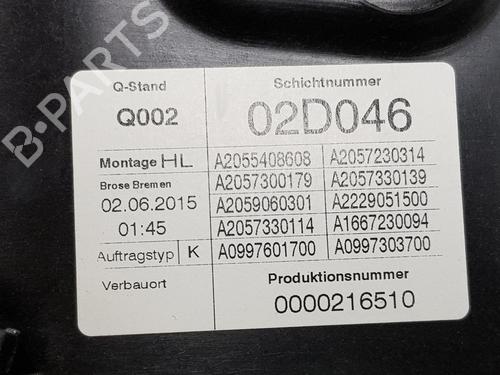 B-PARTS
Q-Stand
Schichtnummer
Q002
02D046
Montage HL
A2055408608 A2057230314
Brose Bremen
A2057300179 A2057330139
02.06.2015
A2059060301 A2229051500
01:45
A2057330114 A1667230094
Auftragstyp K
A0997601700 A0997303700
Verbauort
Produktionsnummer
0000216510